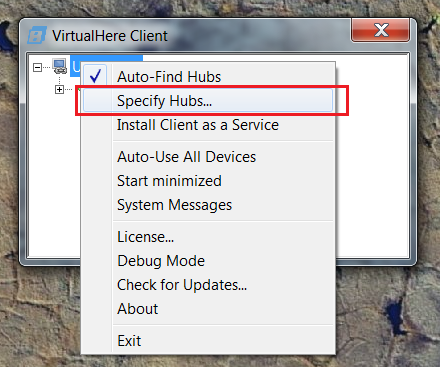 VirtualHere Client
Auto-Find Hubs
Specify Hubs...
Install Client as a Service
Auto-Use All Devices
Start minimized
System Messages
License...
Debug Mode
Check for Updates...
About
Exit